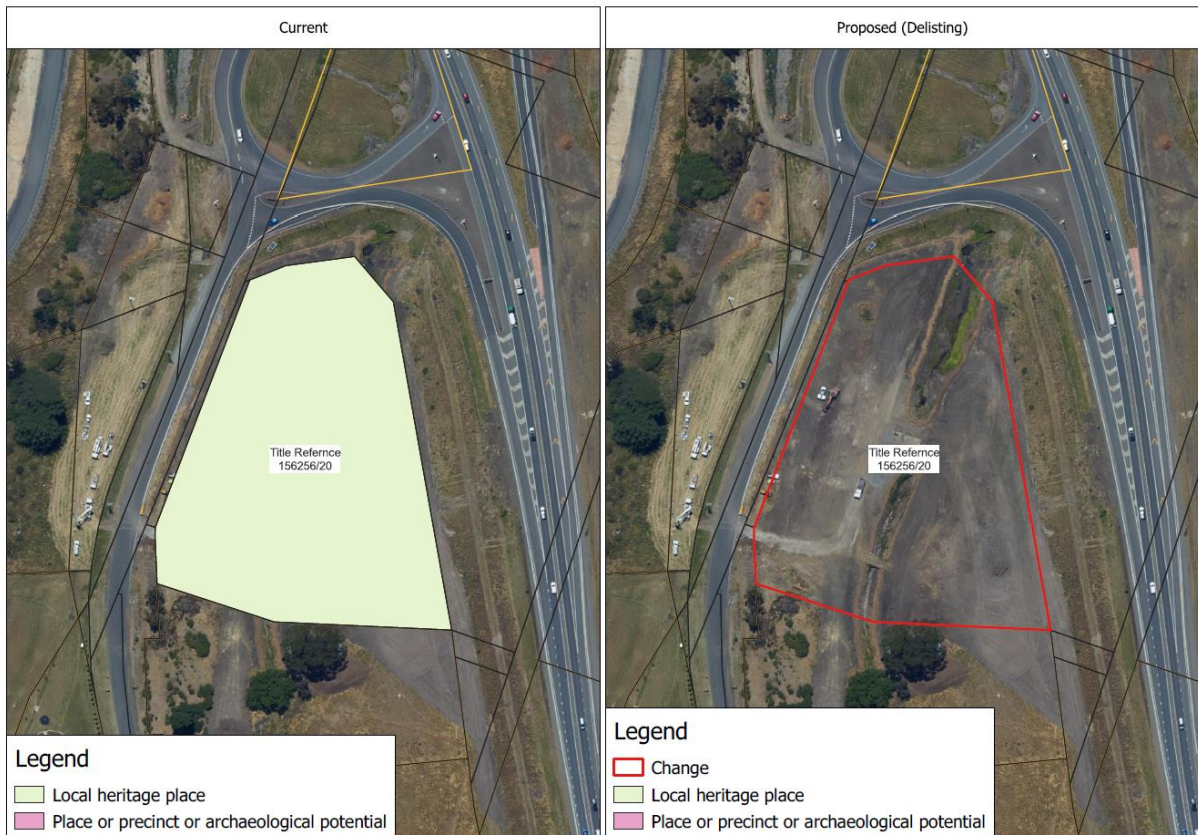 Current
Title Refernce
156256/20
Legend
Local heritage place
Place or precinct or archaeological potential
Proposed (Delisting)
Title Refernce
156256/20
Legend
Change
Local heritage place
Place or precinct or archaeological potential